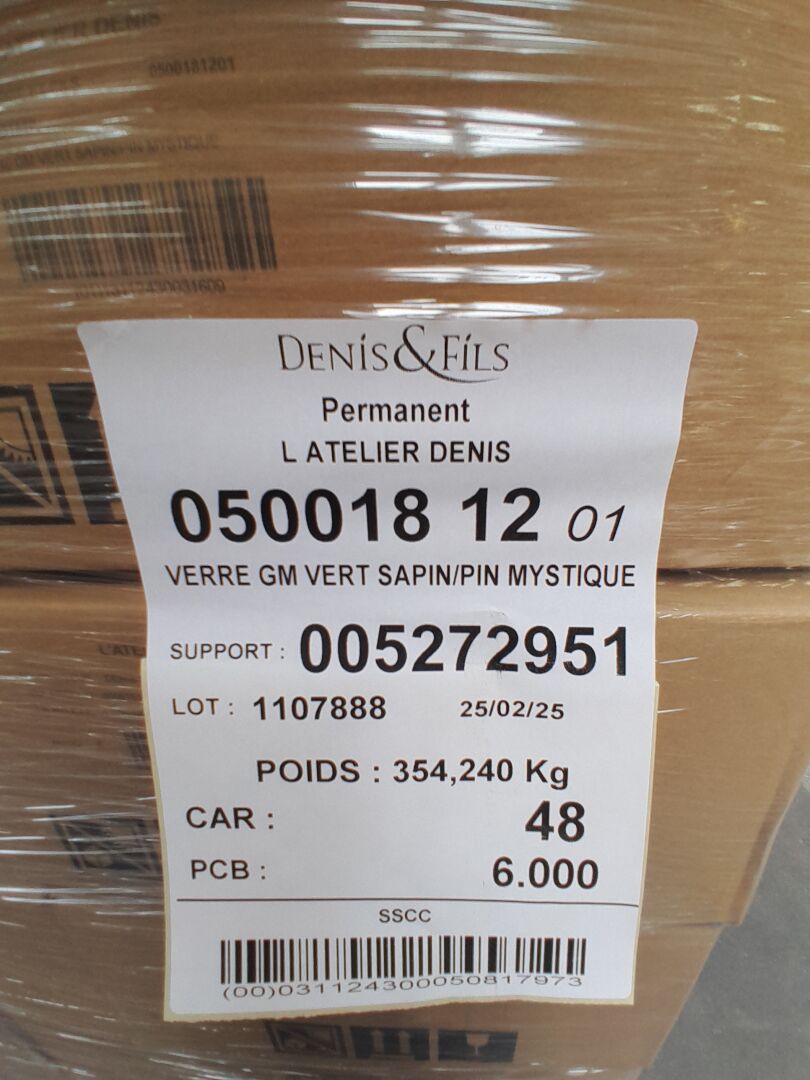 0500181201
DENIS&FILS
Permanent
L ATELIER DENIS
050018 12 01
VERRE GM VERT SAPIN/PIN MYSTIQUE
SUPPORT : 005272951
LOT : 1107888 25/02/25
POIDS : 354,240 Kg
CAR : 48
PCB : 6.000
SSCC
(00)031124300050817973